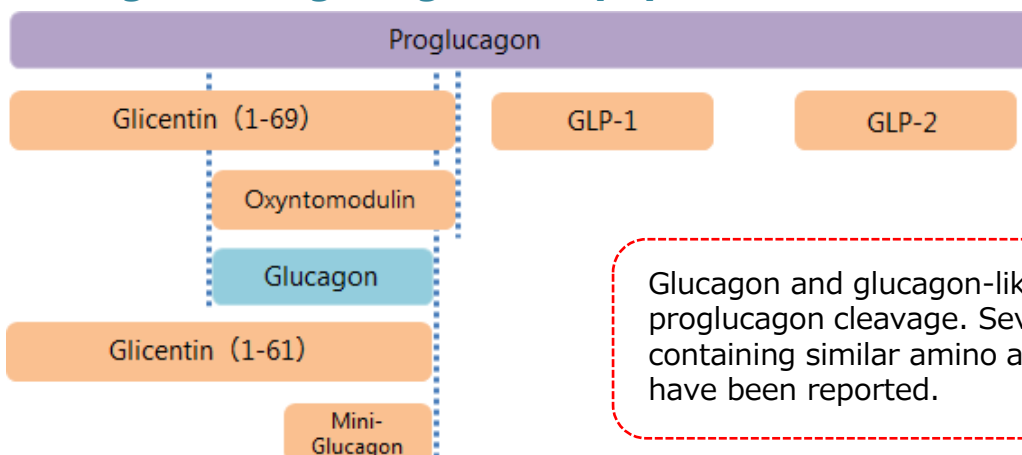 Proglucagon
Glicentin (1-69)
GLP-1
GLP-2
Oxyntomodulin
Glucagon
Glicentin (1-61)
Mini-
Glucagon
Glucagon and glucagon-lik
proglucagon cleavage. Sev
containing similar amino a
have been reported.